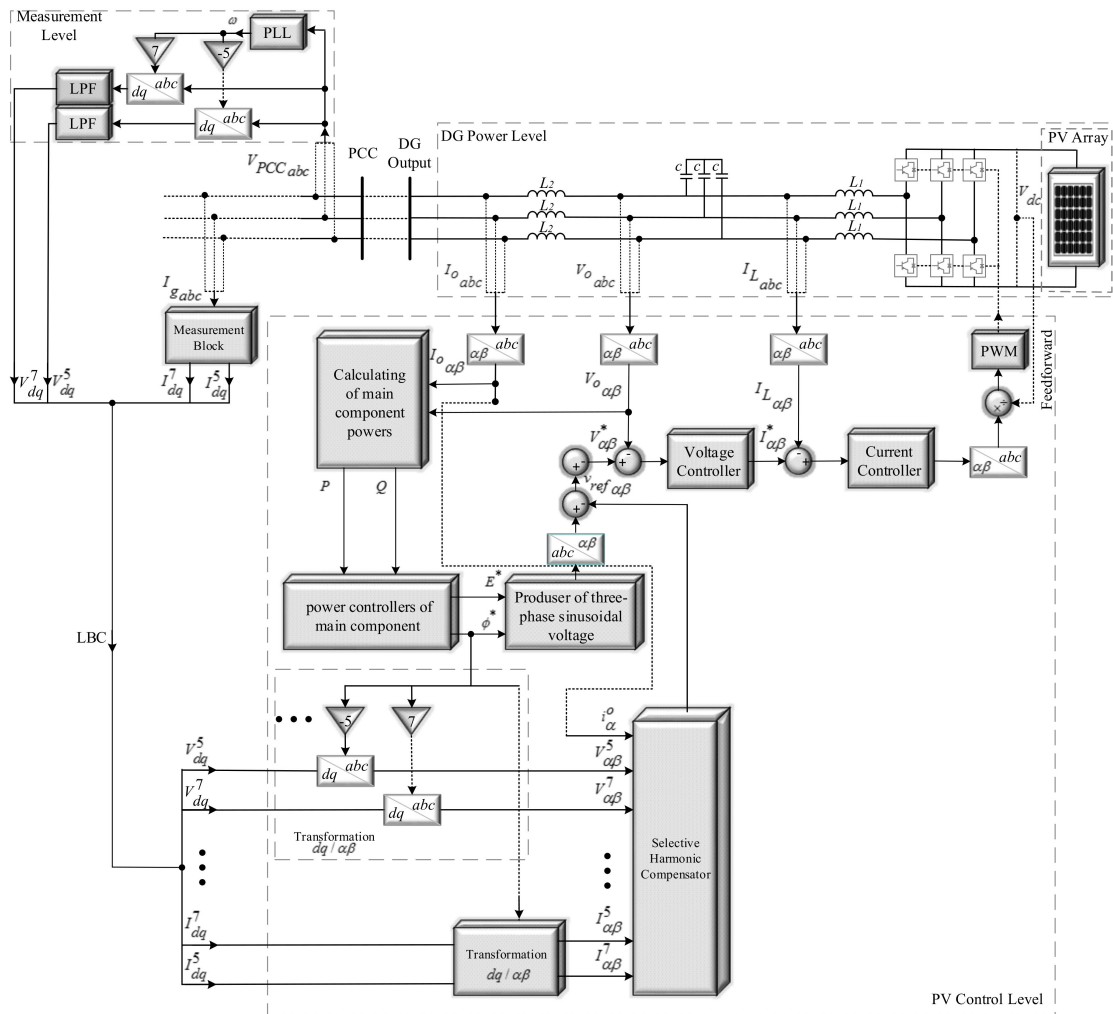 Measurement
Level
ω
PLL
7
-5
LPF
dq abc
LPF
dq abc
V_PCC abc
PCC
DG
Output
DG Power Level
PV Array
c c c
L2
L2
L2
L1
L1
L1
V_dc
I_g abc
I_o abc
V_o abc
I_L abc
Measurement
Block
V^7_dq
V^5_dq
I^7_dq
I^5_dq
Calculating
of main
component
powers
P
Q
I_o αβ
αβ abc
αβ abc
αβ abc
V_o αβ
I_L αβ
PWM
Feedforward
× ÷
αβ abc
V*_αβ
+ -
+ -
Voltage
Controller
I*_αβ
+ -
Current
Controller
v_ref αβ
+ -
abc αβ
power controllers of
main component
E*
ϕ*
Produser of three-
phase sinusoidal
voltage
LBC
-5
7
dq abc
dq abc
Transformation
dq / αβ
V^5_dq
V^7_dq
I^7_dq
I^5_dq
Transformation
dq / αβ
i^o_α
V^5_αβ
V^7_αβ
I^5_αβ
I^7_αβ
Selective
Harmonic
Compensator
PV Control Level